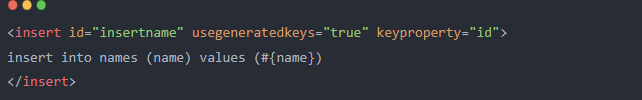 <insert id="insertname" usegeneratedkeys="true" keyproperty="id">
insert into names (name) values (#{name})
</insert>